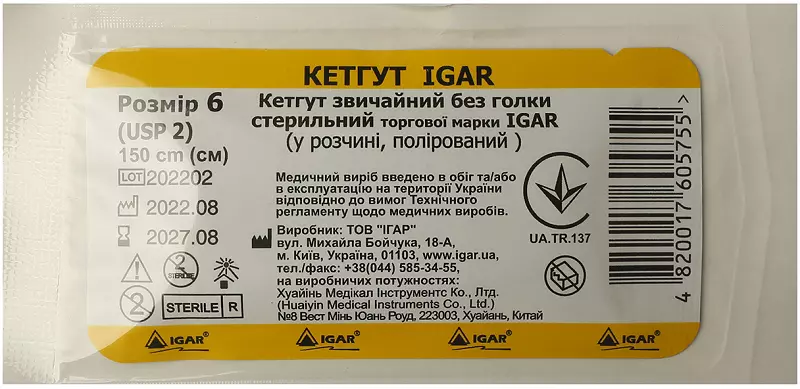 КЕТГУТ IGAR
Розмір 6
(USP 2)
150 cm (см)
LOT 202202
2022.08
2027.08
2
STERILE
2
STERILE R
Кетгут звичайний без голки
стерильний торгової марки IGAR
(у розчині, полірований )
Медичний виріб введено в обіг та/або
в експлуатацію на території України
відповідно до вимог Технічного
регламенту щодо медичних виробів.
Виробник: ТОВ "ІГАР"
вул. Михайла Бойчука, 18-А,
м. Київ, Україна, 01103, www.igar.ua,
тел./факс: +38(044) 585-34-55,
на виробничих потужностях:
Хуайінь Медікал Інструментс Ко., Лтд.
(Huaiyin Medical Instruments Co., Ltd.)
№8 Вест Мінь Юань Роуд, 223003, Хуайань, Китай
UA.TR.137
4 820017 605755 >
IGAR®
IGAR®
IGAR®
IGAR®